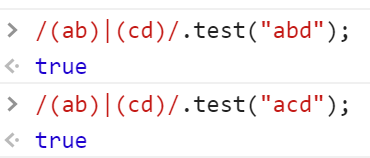 > /(ab)|(cd)/.test("abd");
<· true
> /(ab)|(cd)/.test("acd");
<· true